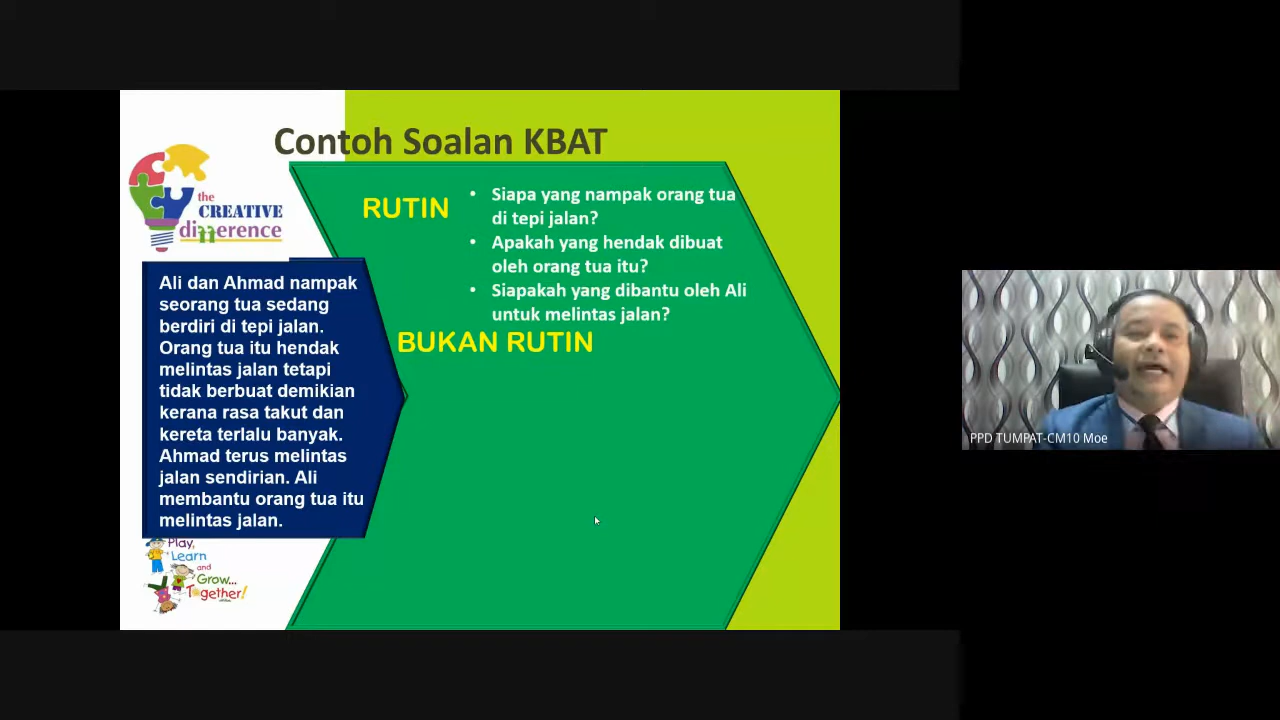 Contoh Soalan KBAT
the
CREATIVE
difference
RUTIN
• Siapa yang nampak orang tua
di tepi jalan?
• Apakah yang hendak dibuat
oleh orang tua itu?
• Siapakah yang dibantu oleh Ali
untuk melintas jalan?
BUKAN RUTIN
Ali dan Ahmad nampak
seorang tua sedang
berdiri di tepi jalan.
Orang tua itu hendak
melintas jalan tetapi
tidak berbuat demikian
kerana rasa takut dan
kereta terlalu banyak.
Ahmad terus melintas
jalan sendirian. Ali
membantu orang tua itu
melintas jalan.
Play,
Learn
and
Grow...
Together!
PPD TUMPAT-CM10 Moe